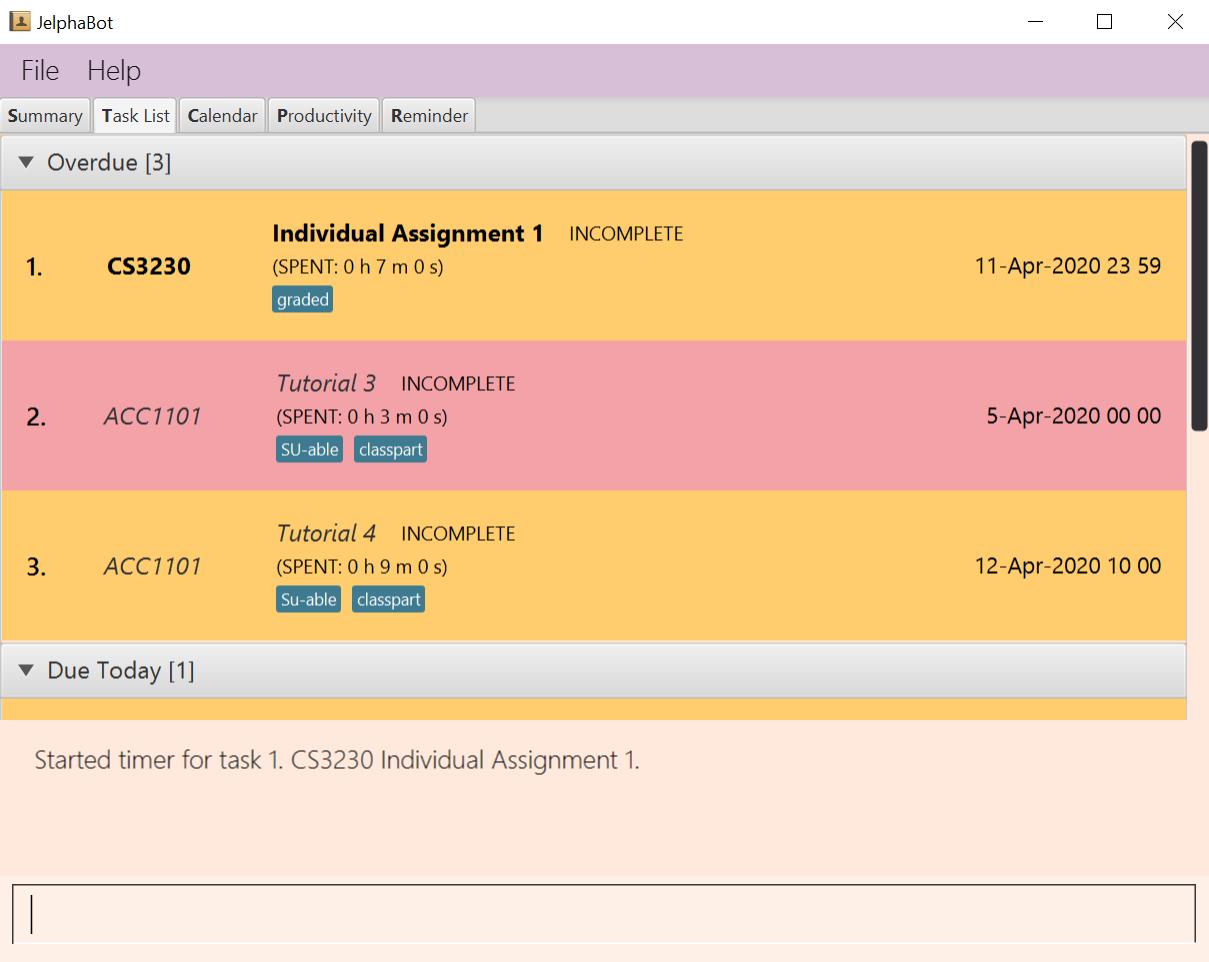 JelphaBot
File Help
Summary Task List Calendar Productivity Reminder
Overdue [3]
Individual Assignment 1 INCOMPLETE
1. CS3230 (SPENT: 0 h 7 m 0 s) 11-Apr-2020 23 59
graded
Tutorial 3 INCOMPLETE
2. ACC1101 (SPENT: 0 h 3 m 0 s) 5-Apr-2020 00 00
SU-able classpart
Tutorial 4 INCOMPLETE
3. ACC1101 (SPENT: 0 h 9 m 0 s) 12-Apr-2020 10 00
Su-able classpart
Due Today [1]
Started timer for task 1. CS3230 Individual Assignment 1.